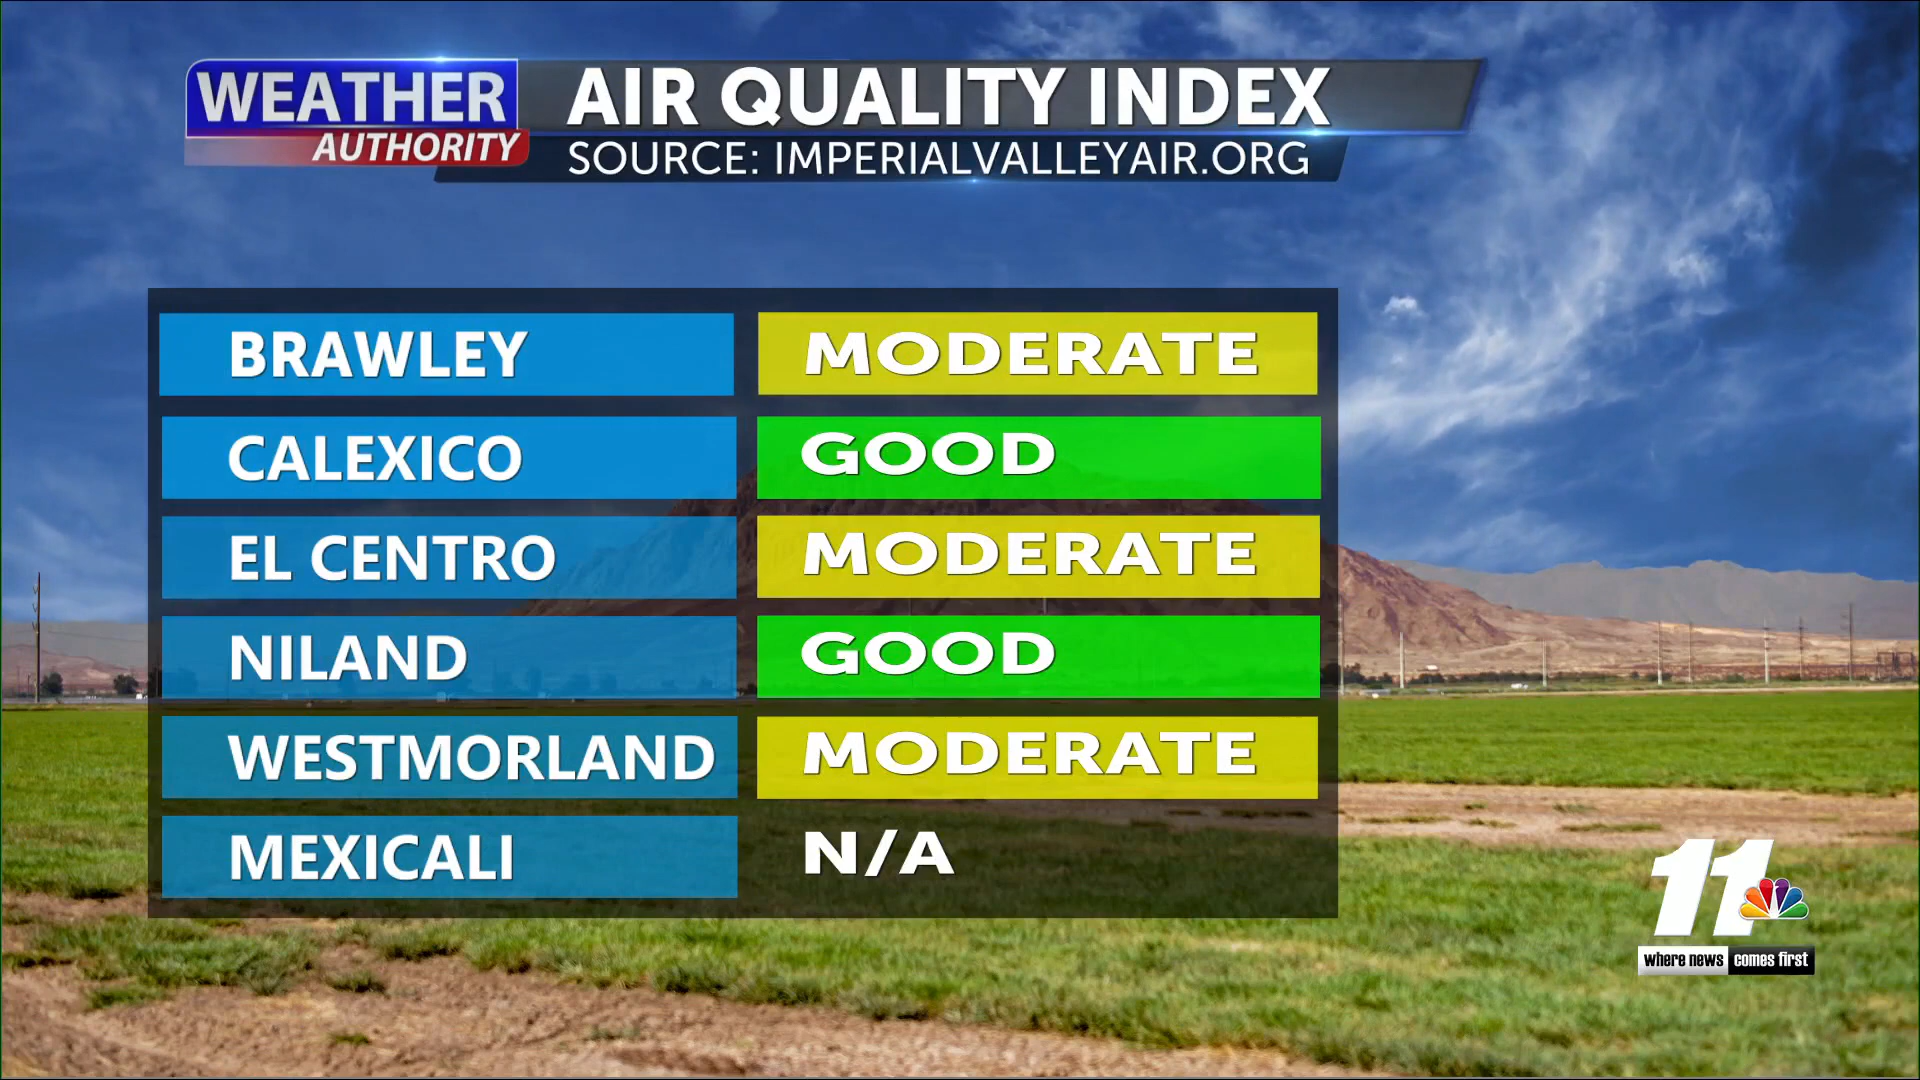 WEATHER
AUTHORITY
AIR QUALITY INDEX
SOURCE: IMPERIALVALLEYAIR.ORG
BRAWLEY MODERATE
CALEXICO GOOD
EL CENTRO MODERATE
NILAND GOOD
WESTMORLAND MODERATE
MEXICALI N/A
11
where news comes first